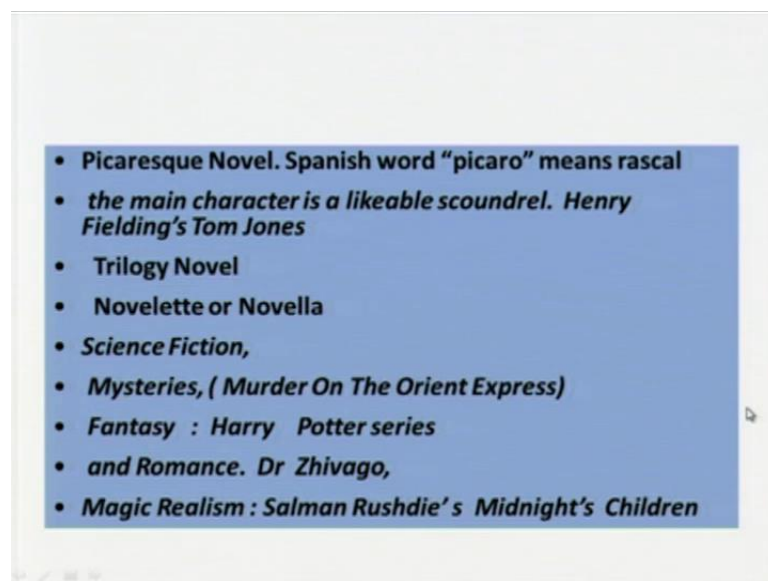 • Picaresque Novel. Spanish word “picaro” means rascal
• the main character is a likeable scoundrel. Henry
Fielding’s Tom Jones
• Trilogy Novel
• Novelette or Novella
• Science Fiction,
• Mysteries, ( Murder On The Orient Express)
• Fantasy : Harry Potter series
• and Romance. Dr Zhivago,
• Magic Realism : Salman Rushdie’ s Midnight’s Children